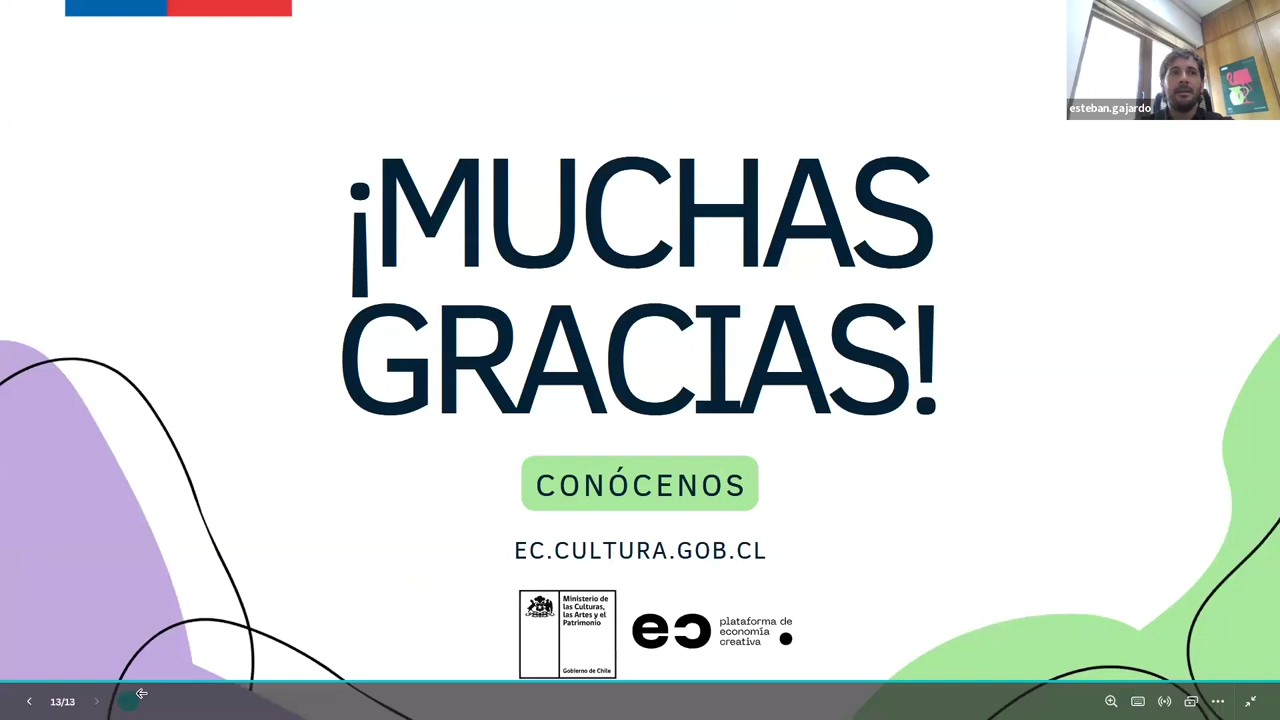 esteban.gajardo
¡MUCHAS
GRACIAS!
CONÓCENOS
EC.CULTURA.GOB.CL
Ministerio de
las Culturas,
las Artes y el
Patrimonio
Gobierno de Chile
ec
plataforma de
economía
creativa
13/13